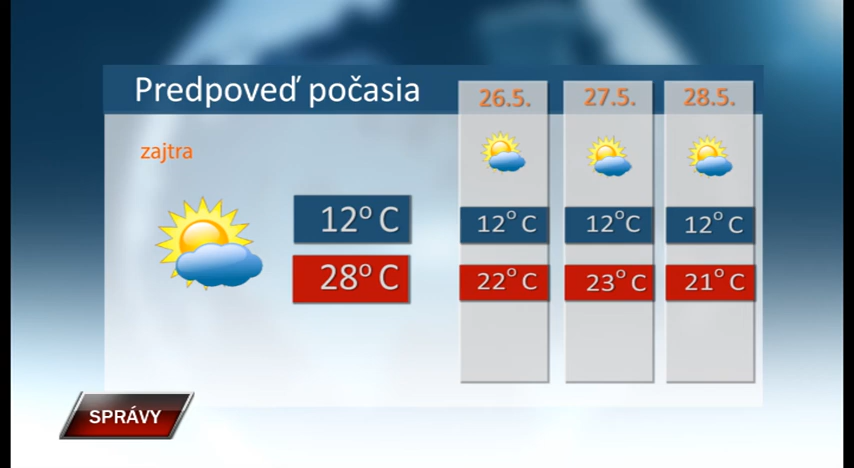 Predpoveď počasia
zajtra
12° C
28° C
26.5. 27.5. 28.5.
12° C 12°C 12° C
22° C 23° C 21° C
SPRÁVY